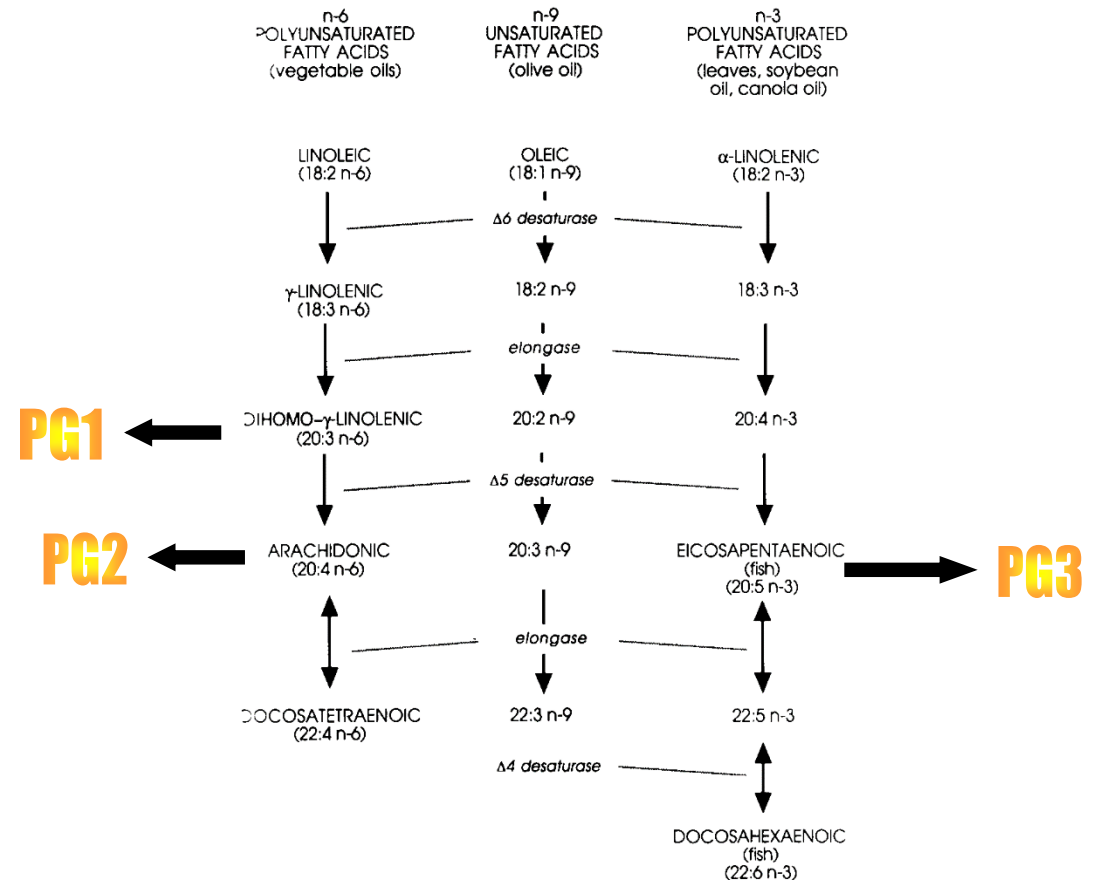 n-6
POLYUNSATURATED
FATTY ACIDS
(vegetable oils)
n-9
UNSATURATED
FATTY ACIDS
(olive oil)
n-3
POLYUNSATURATED
FATTY ACIDS
(leaves, soybean
oil, canola oil)
LINOLEIC
(18:2 n-6)
OLEIC
(18:1 n-9)
α-LINOLENIC
(18:2 n-3)
Δ6 desaturase
γ-LINOLENIC
(18:3 n-6)
18:2 n-9
18:3 n-3
elongase
PG1
DIHOMO-γ-LINOLENIC
(20:3 n-6)
20:2 n-9
20:4 n-3
Δ5 desaturase
PG2
ARACHIDONIC
(20:4 n-6)
20:3 n-9
EICOSAPENTAENOIC
(fish)
(20:5 n-3)
PG3
elongase
DOCOSATETRAENOIC
(22:4 n-6)
22:3 n-9
22:5 n-3
Δ4 desaturase
DOCOSAHEXAENOIC
(fish)
(22:6 n-3)